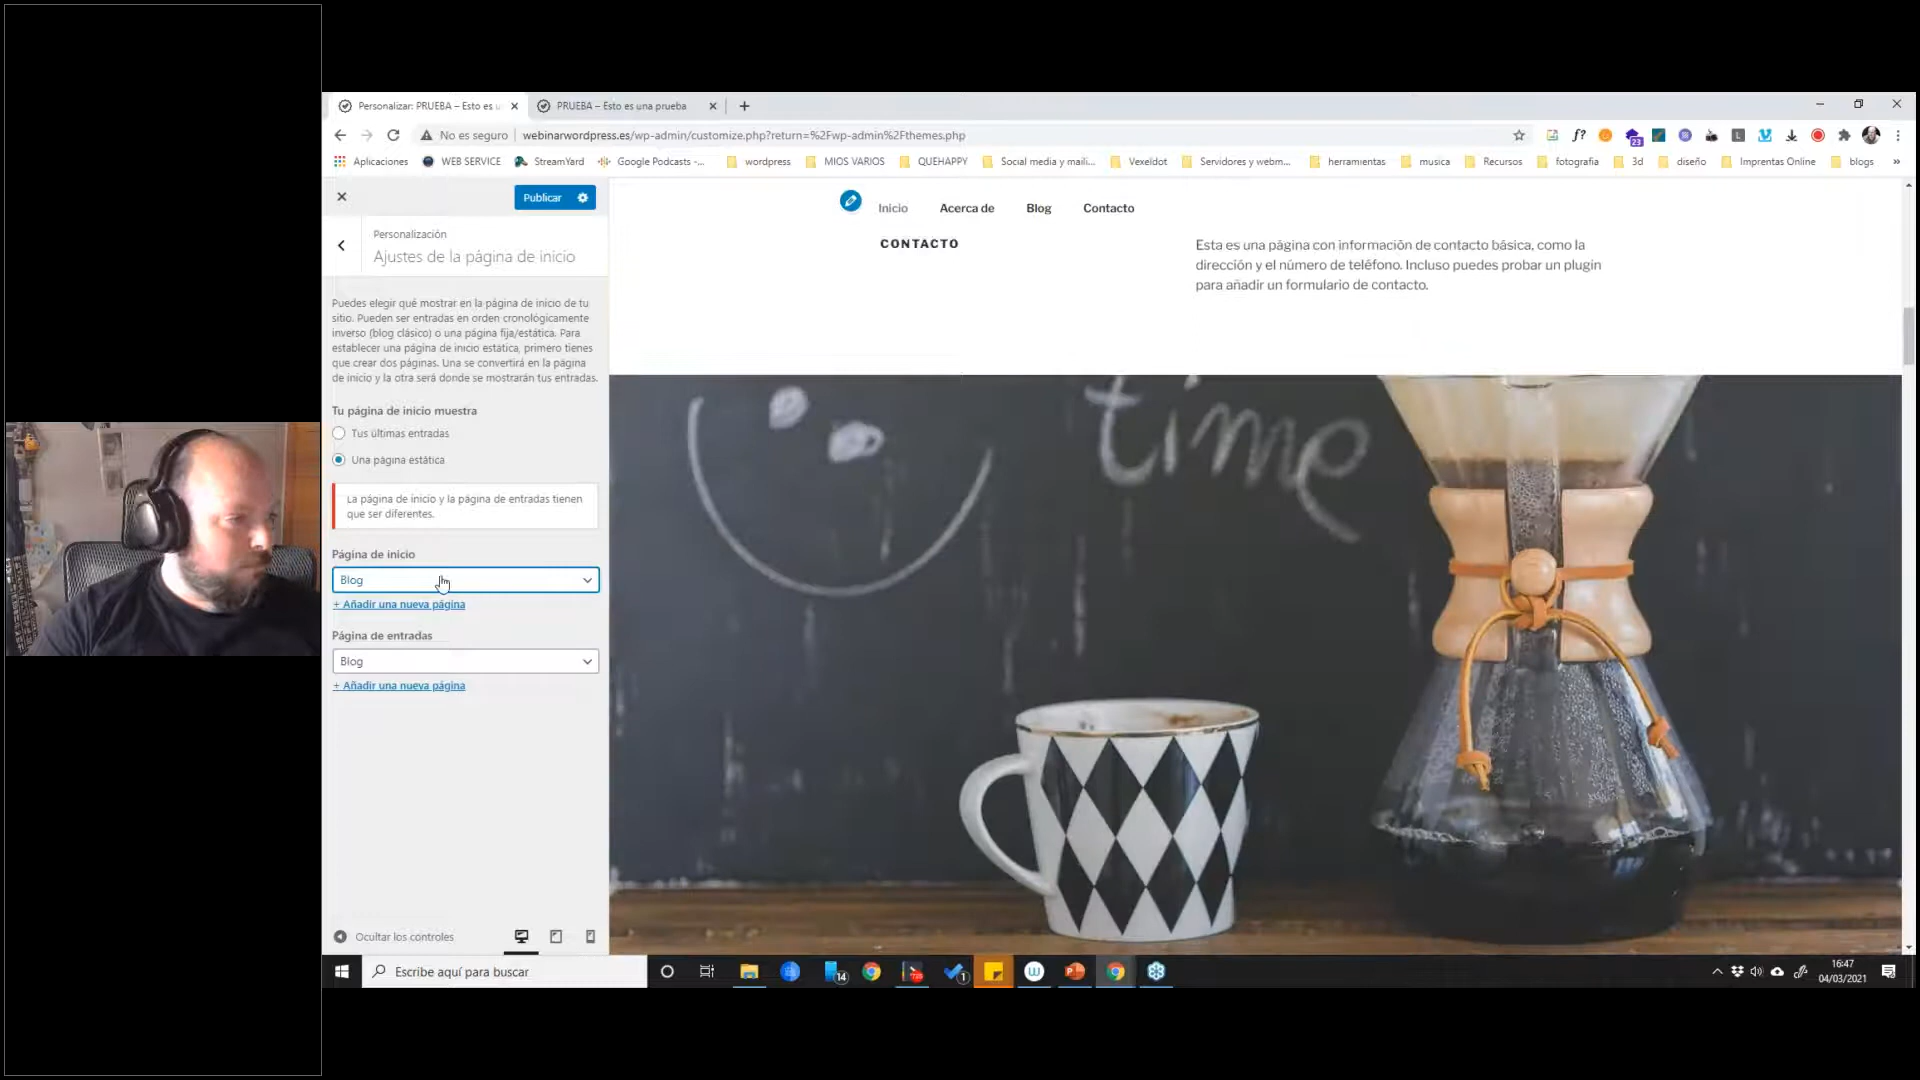 Personalizar: PRUEBA – Esto es u
PRUEBA – Esto es una prueba
No es seguro
webinarwordpress.es/wp-admin/customize.php?return=%2Fwp-admin%2Fthemes.php
23
Aplicaciones
WEB SERVICE
StreamYard
Google Podcasts -...
wordpress
MIOS VARIOS
QUEHAPPY
Social media y maili...
Vexeldot
Servidores y webm...
herramientas
musica
Recursos
fotografia
3d
diseño
Imprentas Online
blogs
»
Publicar
Personalización
Ajustes de la página de inicio
Puedes elegir qué mostrar en la página de inicio de tu
sitio. Pueden ser entradas en orden cronológicamente
inverso (blog clásico) o una página fija/estática. Para
establecer una página de inicio estática, primero tienes
que crear dos páginas. Una se convertirá en la página
de inicio y la otra será donde se mostrarán tus entradas.
Tu página de inicio muestra
Tus últimas entradas
Una página estática
La página de inicio y la página de entradas tienen
que ser diferentes.
Página de inicio
Blog
+ Añadir una nueva página
Página de entradas
Blog
+ Añadir una nueva página
Ocultar los controles
Inicio
Acerca de
Blog
Contacto
CONTACTO
Esta es una página con información de contacto básica, como la
dirección y el número de teléfono. Incluso puedes probar un plugin
para añadir un formulario de contacto.
time
Escribe aquí para buscar
14
1
16:47
04/03/2021